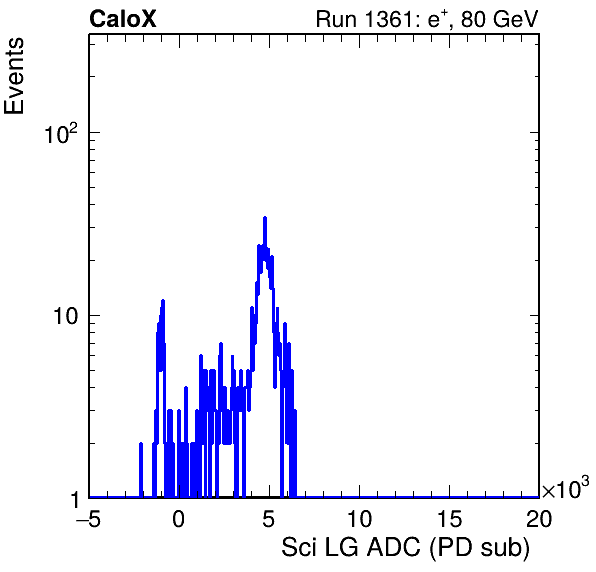 CaloX Run 1361: e⁺, 80 GeV
Events
10²
10
1
−5 0 5 10 15 20 ×10³
Sci LG ADC (PD sub)